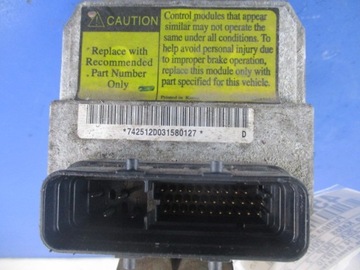 CAUTION
Replace with
Recommended
Part Number
Only
Control modules that appear
similar may not operate the
same under all conditions. To
help avoid personal injury due
to improper brake operation,
replace this module only with
part specified for this vehicle.
*742512D031580127*
D